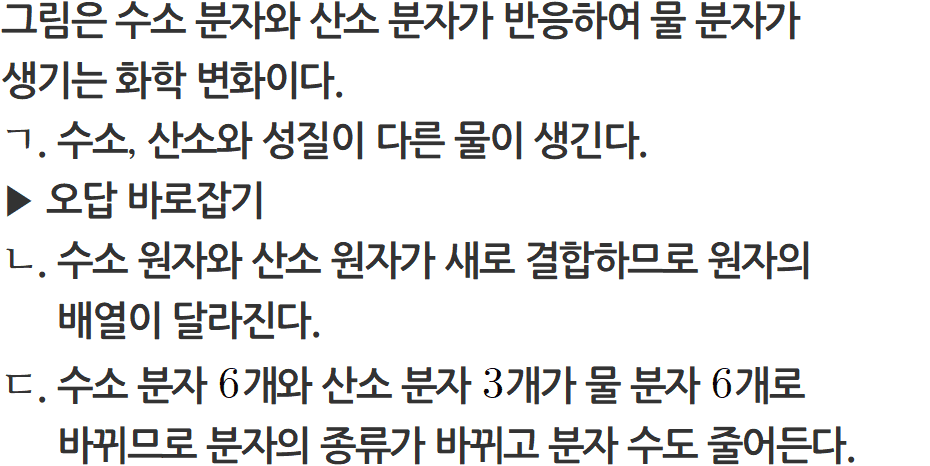 그림은 수소 분자와 산소 분자가 반응하여 물 분자가
생기는 화학 변화이다.
ㄱ. 수소, 산소와 성질이 다른 물이 생긴다.
▶ 오답 바로잡기
ㄴ. 수소 원자와 산소 원자가 새로 결합하므로 원자의
배열이 달라진다.
ㄷ. 수소 분자 6개와 산소 분자 3개가 물 분자 6개로
바뀌므로 분자의 종류가 바뀌고 분자 수도 줄어든다.